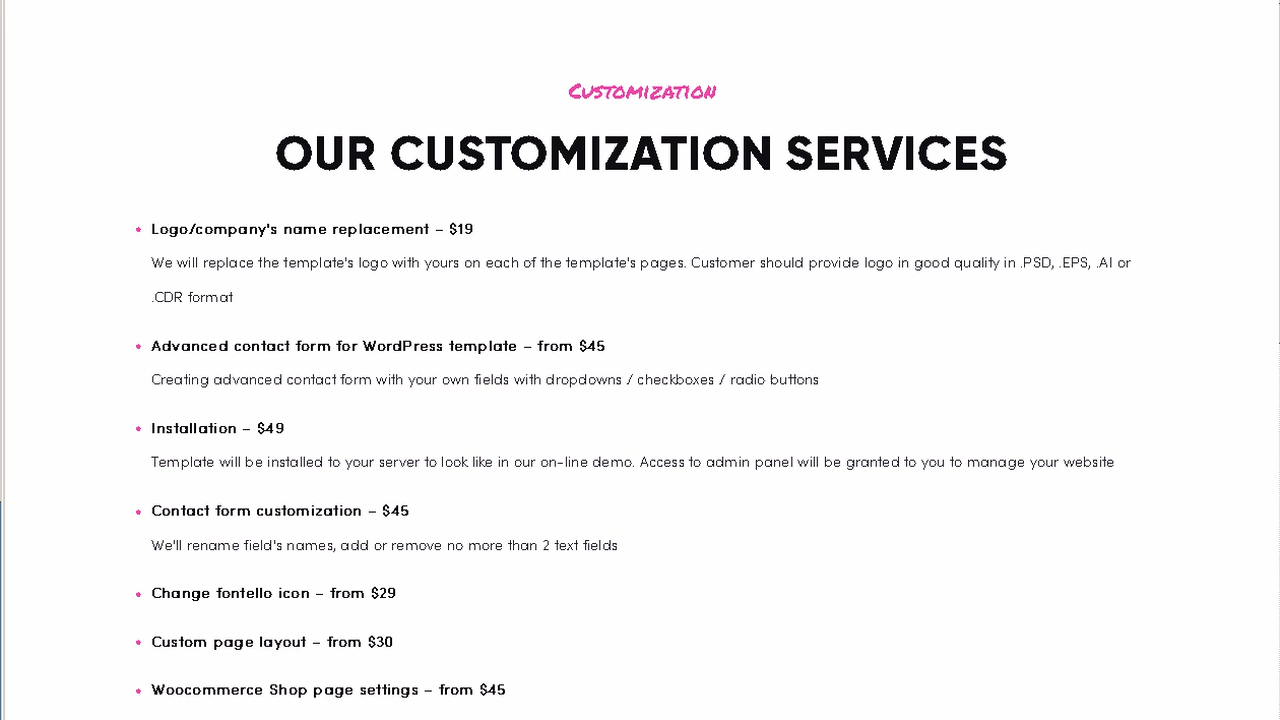 Customization
OUR CUSTOMIZATION SERVICES
Logo/company's name replacement – $19
We will replace the template's logo with yours on each of the template's pages. Customer should provide logo in good quality in .PSD, .EPS, .AI or
.CDR format
Advanced contact form for WordPress template – from $45
Creating advanced contact form with your own fields with dropdowns / checkboxes / radio buttons
Installation – $49
Template will be installed to your server to look like in our on-line demo. Access to admin panel will be granted to you to manage your website
Contact form customization – $45
We'll rename field's names, add or remove no more than 2 text fields
Change fontello icon – from $29
Custom page layout – from $30
Woocommerce Shop page settings – from $45